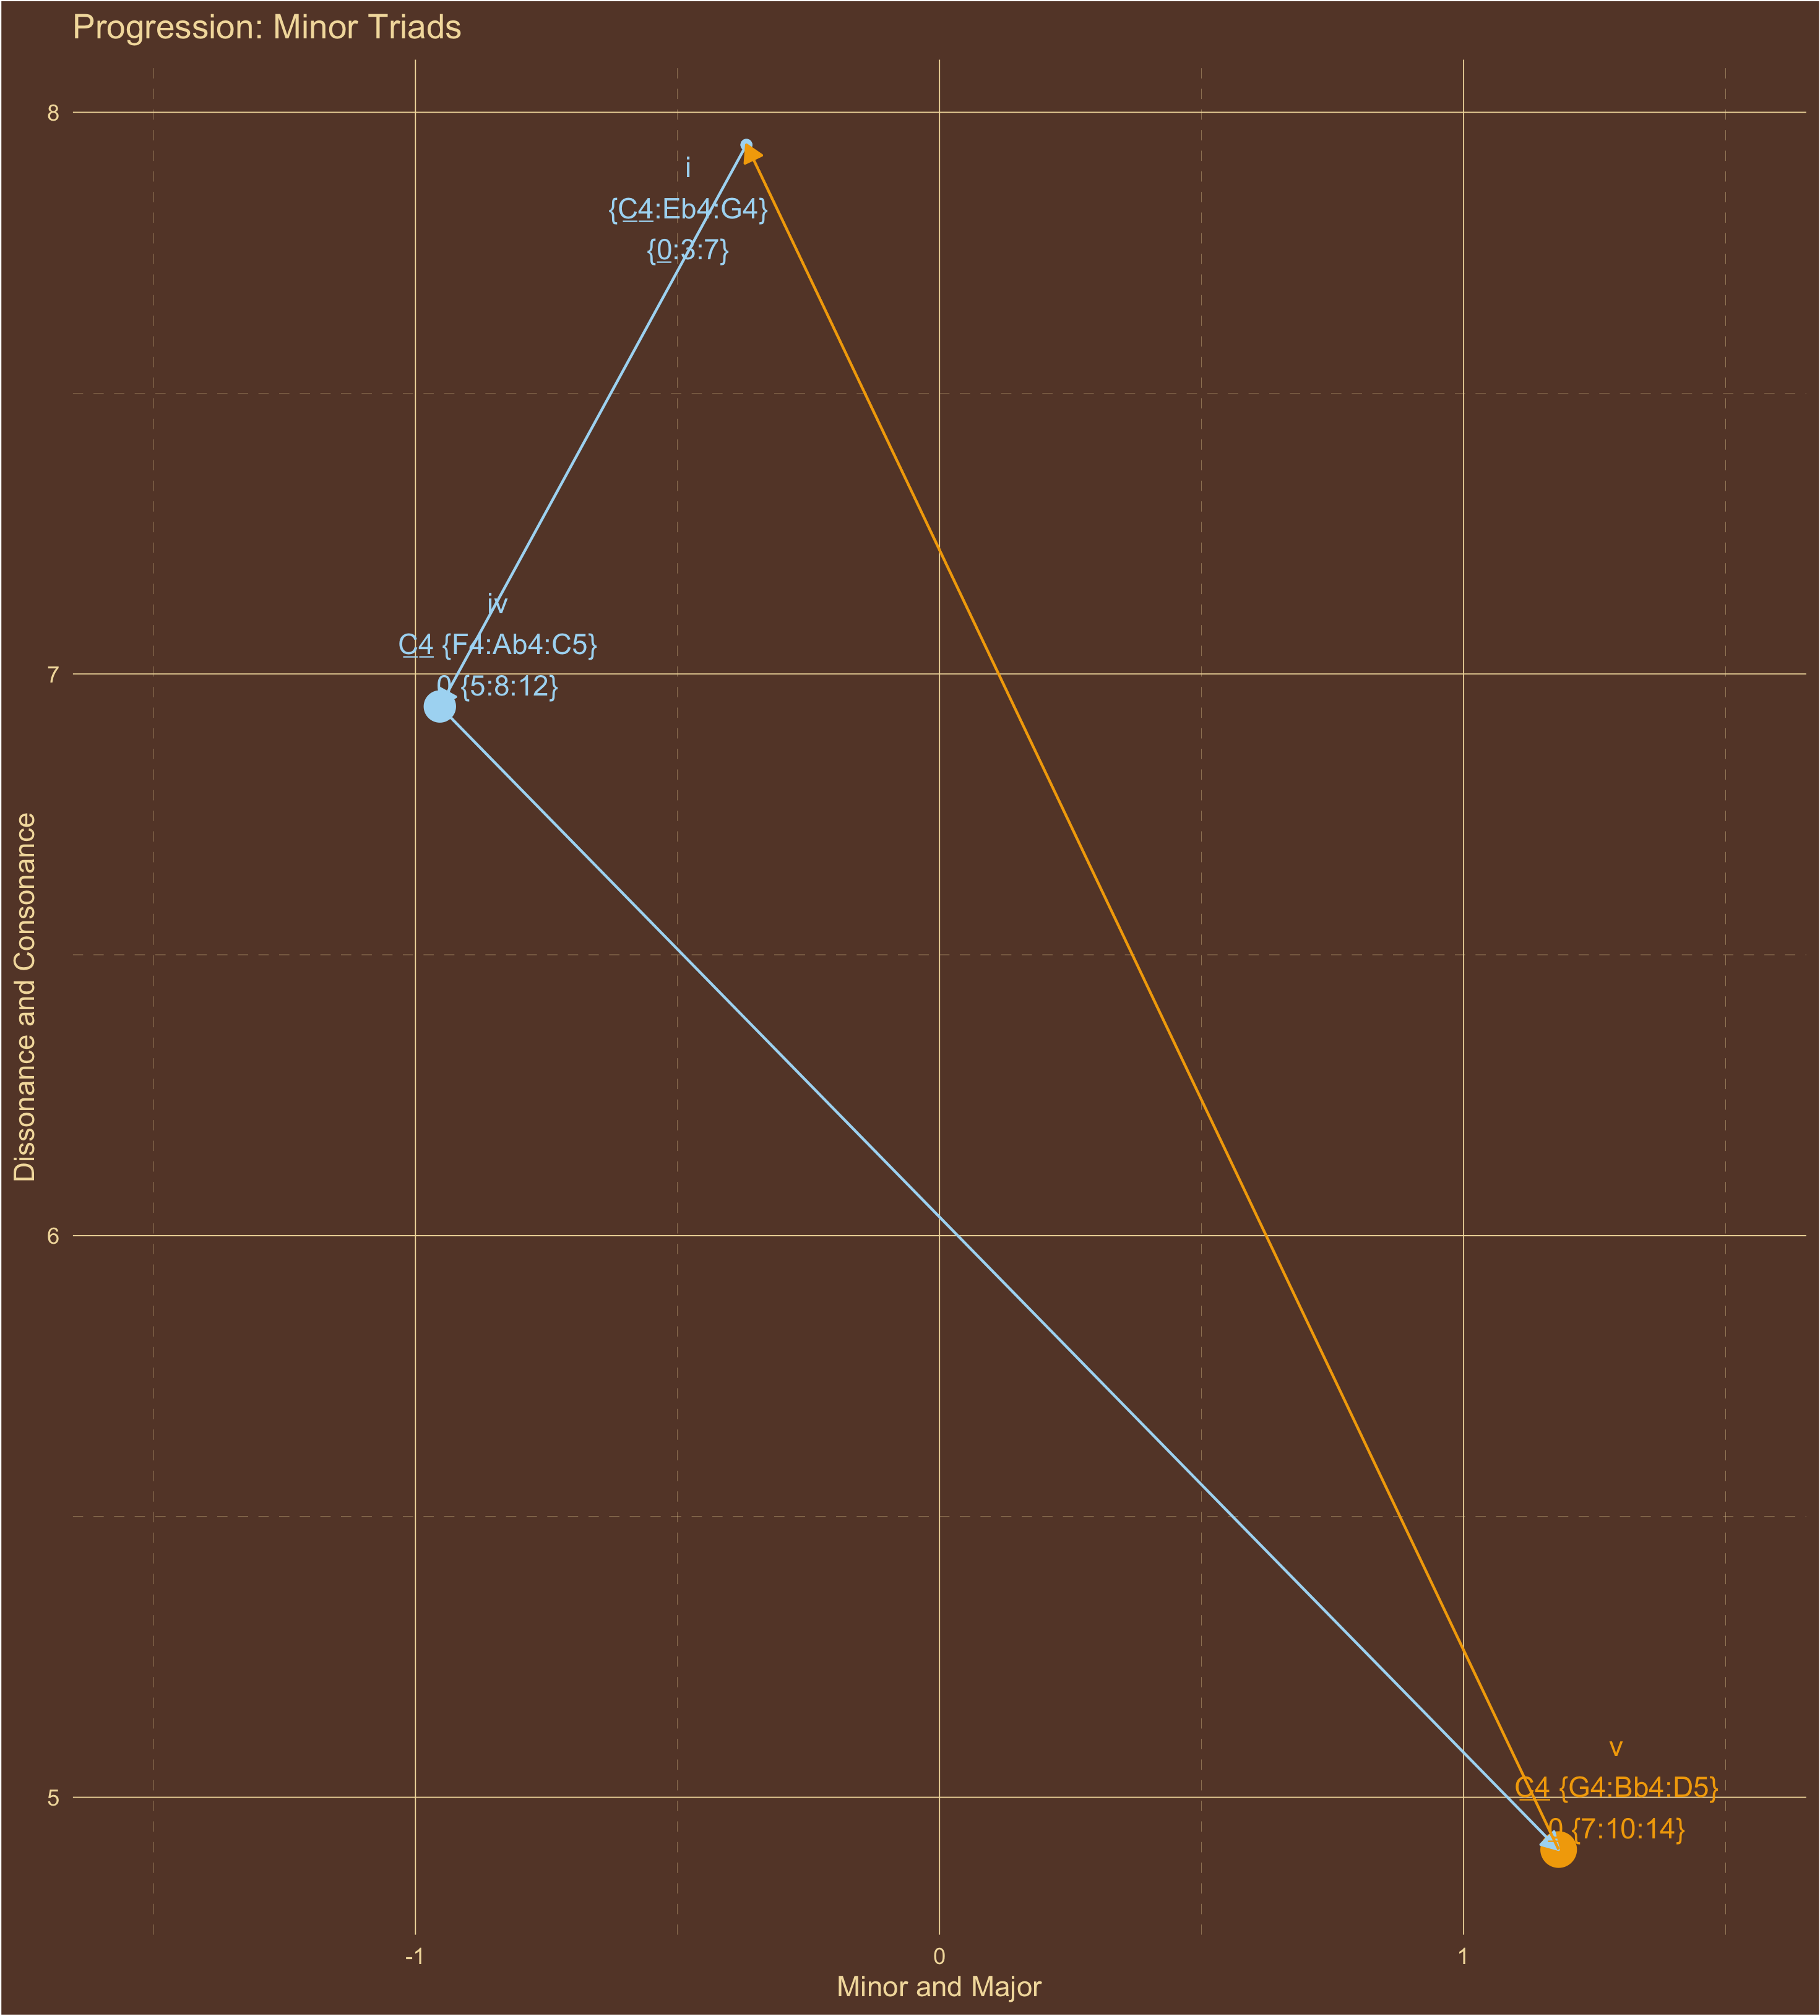 Progression: Minor Triads
8
i
{C4:Eb4:G4}
{0:3:7}
iv
C4 {F4:Ab4:C5}
0 {5:8:12}
7
Dissonance and Consonance
6
v
C4 {G4:Bb4:D5}
5
0 {7:10:14}
-1
0
1
Minor and Major